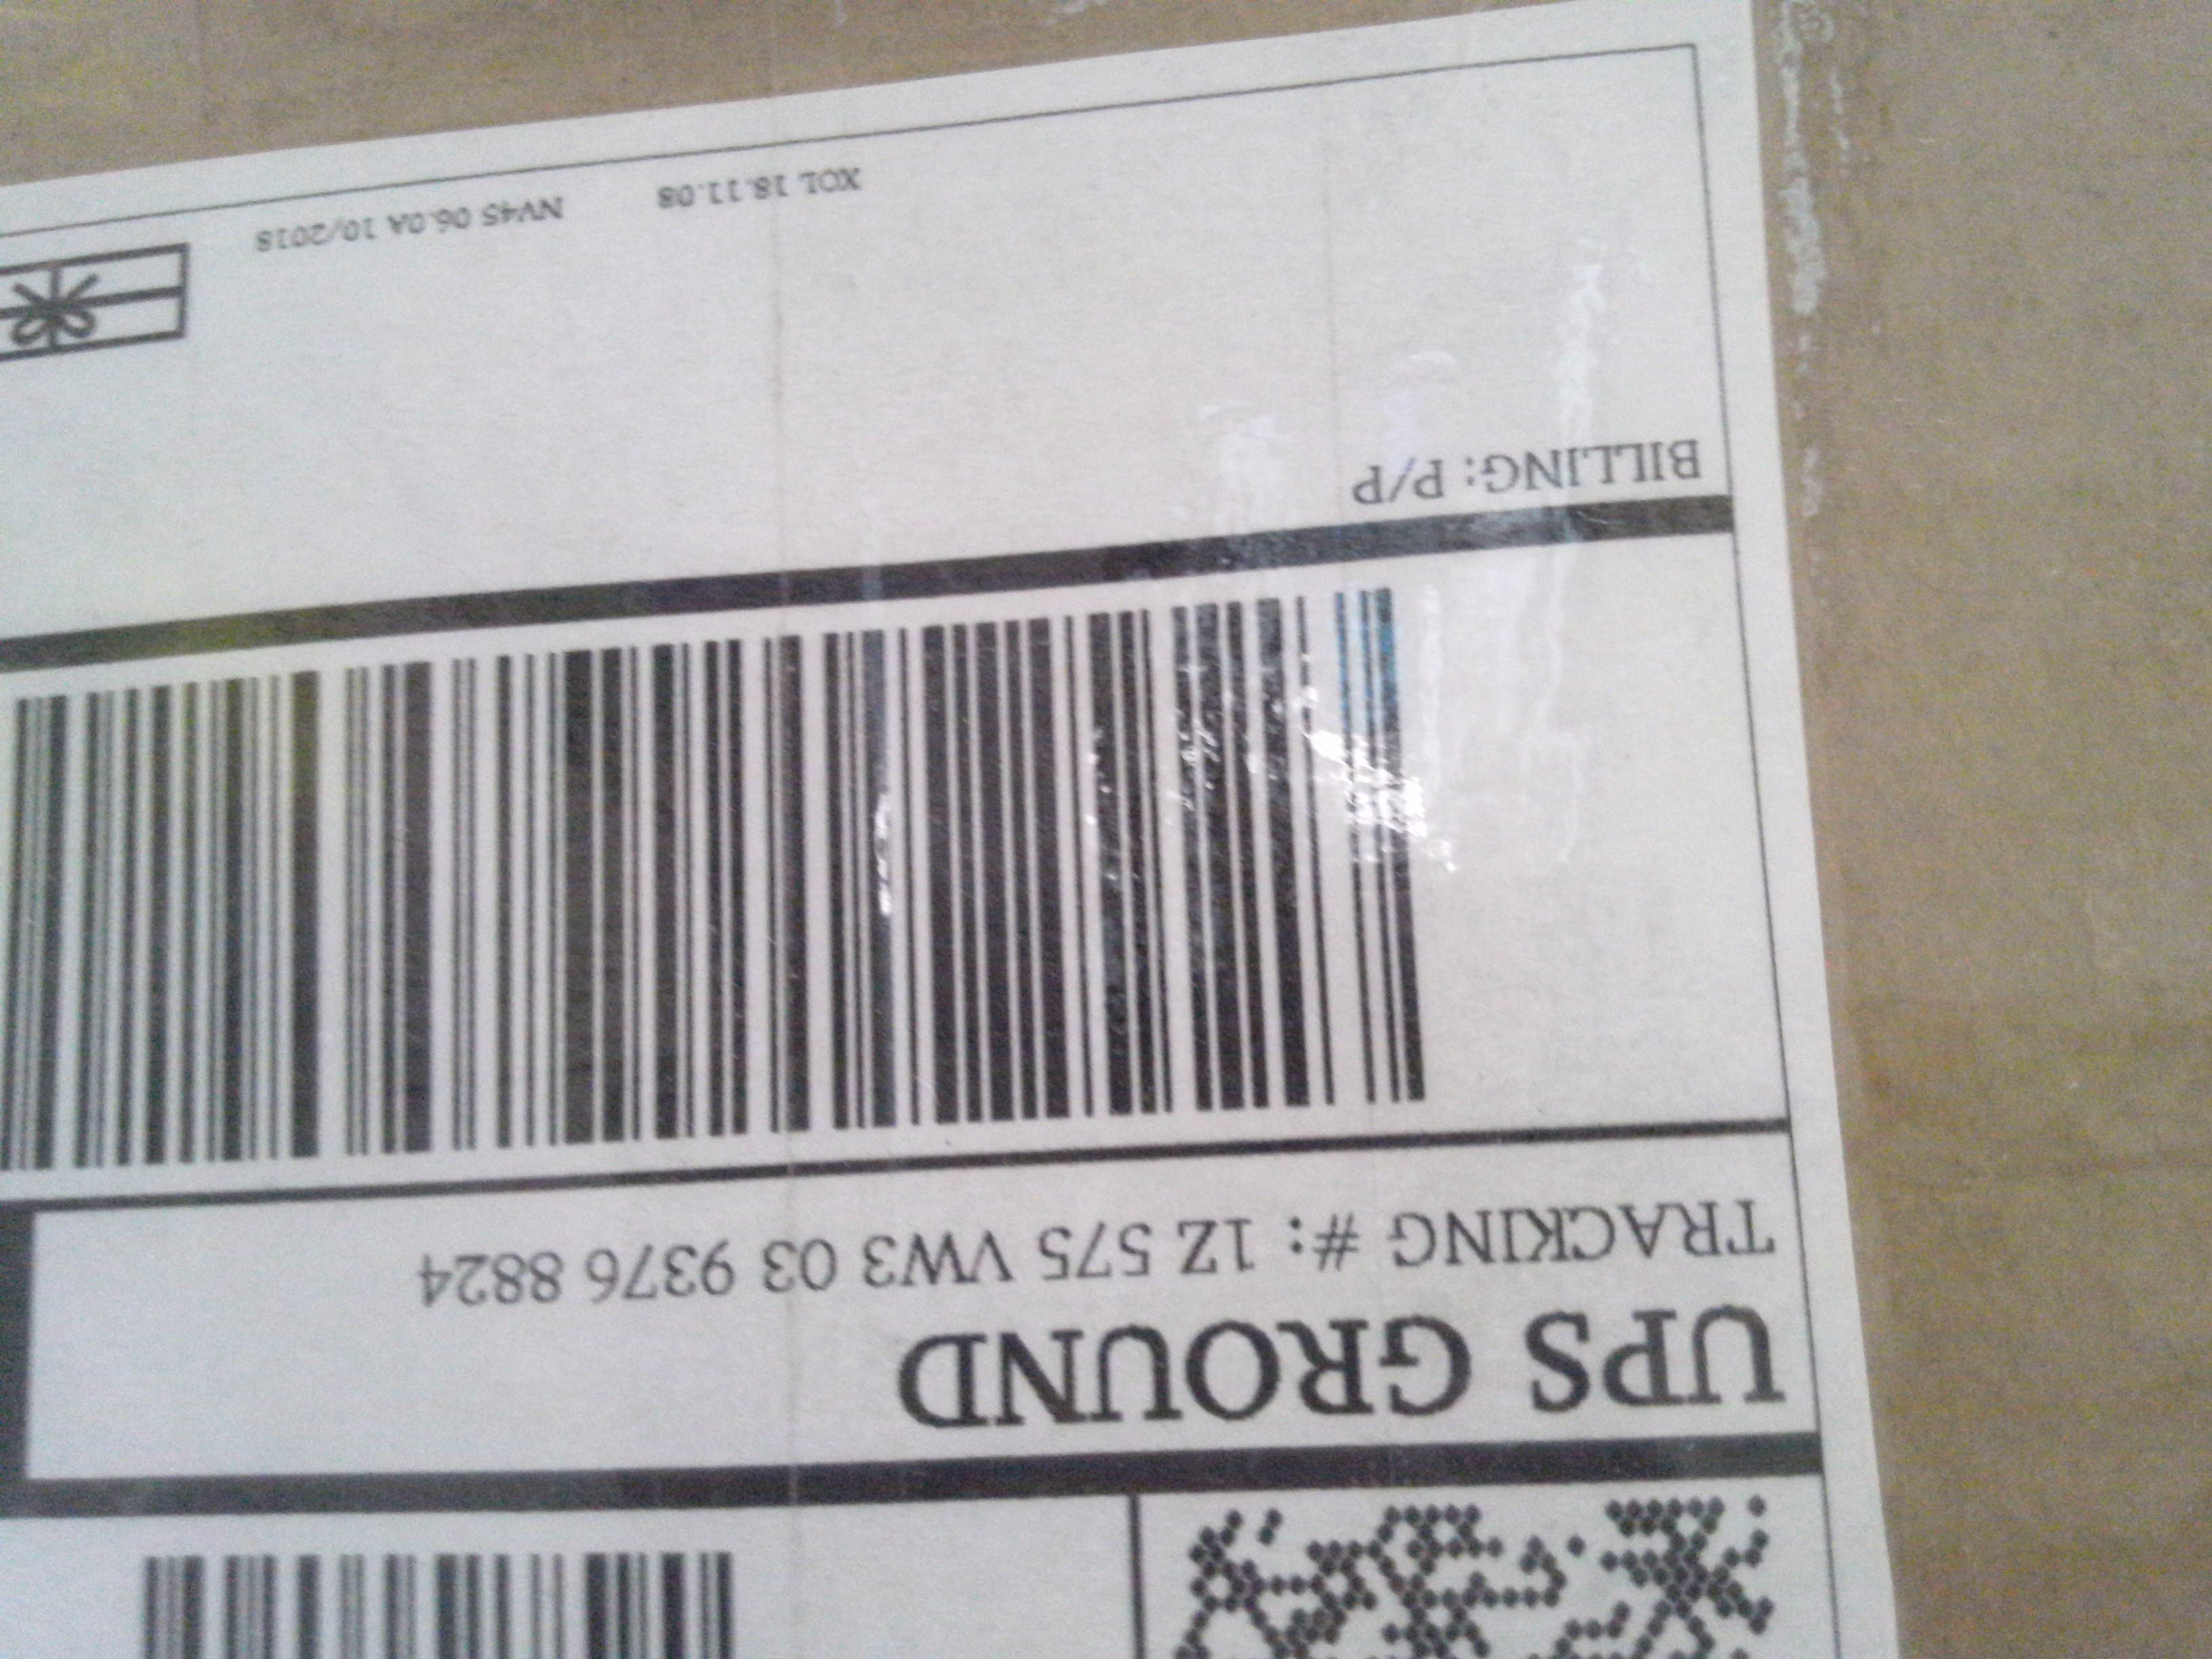 UPS GROUND
TRACKING #: 1Z 575 VW3 03 9376 8824
BILLING: P/P
XOL 18.11.08 NV45 06.0A 10/2018